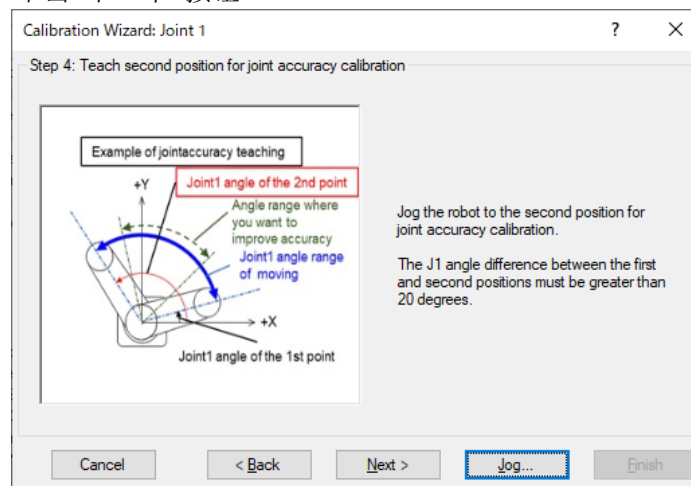 Calibration Wizard: Joint 1
Step 4: Teach second position for joint accuracy calibration
Example of jointaccuracy teaching
+Y
Joint1 angle of the 2nd point
Angle range where
you want to
improve accuracy
Joint1 angle range
of moving
+X
Joint1 angle of the 1st point
Jog the robot to the second position for
joint accuracy calibration.
The J1 angle difference between the first
and second positions must be greater than
20 degrees.
Cancel
< Back
Next >
Jog...
Finish